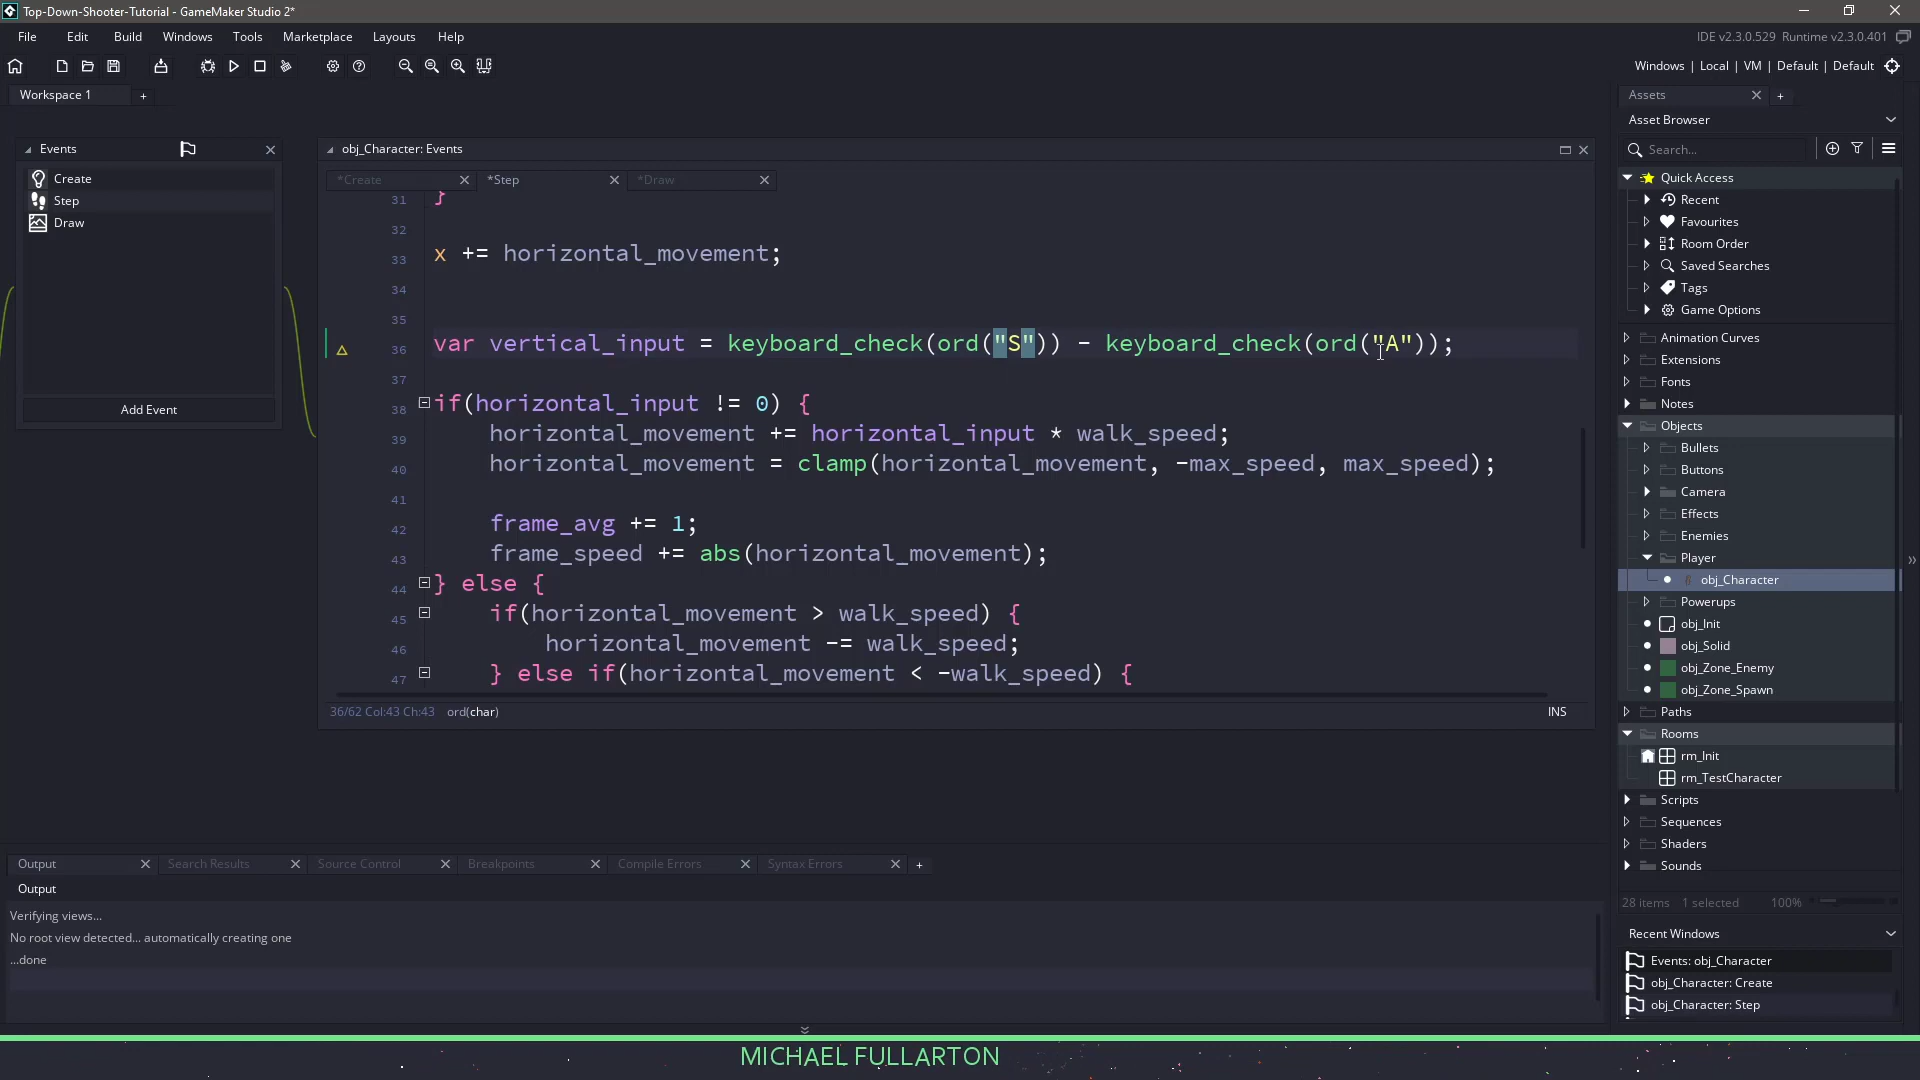 Top-Down-Shooter-Tutorial - GameMaker Studio 2*
File Edit Build Windows Tools Marketplace Layouts Help
IDE v2.3.0.529 Runtime v2.3.0.401
Windows | Local | VM | Default | Default
Workspace 1 +
Events
Create
Step
Draw
Add Event
obj_Character: Events
*Create *Step *Draw
31 }
32
33 x += horizontal_movement;
34
35
36 var vertical_input = keyboard_check(ord("S")) - keyboard_check(ord("A"));
37
38 if(horizontal_input != 0) {
39 horizontal_movement += horizontal_input * walk_speed;
40 horizontal_movement = clamp(horizontal_movement, -max_speed, max_speed);
41
42 frame_avg += 1;
43 frame_speed += abs(horizontal_movement);
44 } else {
45 if(horizontal_movement > walk_speed) {
46 horizontal_movement -= walk_speed;
47 } else if(horizontal_movement < -walk_speed) {
36/62 Col:43 Ch:43 ord(char) INS
Assets +
Asset Browser
Search...
Quick Access
Recent
Favourites
Room Order
Saved Searches
Tags
Game Options
Animation Curves
Extensions
Fonts
Notes
Objects
Bullets
Buttons
Camera
Effects
Enemies
Player
obj_Character
Powerups
obj_Init
obj_Solid
obj_Zone_Enemy
obj_Zone_Spawn
Paths
Rooms
rm_Init
rm_TestCharacter
Scripts
Sequences
Shaders
Sounds
28 items 1 selected 100%
Recent Windows
Events: obj_Character
obj_Character: Create
obj_Character: Step
Output Search Results Source Control Breakpoints Compile Errors Syntax Errors +
Output
Verifying views...
No root view detected... automatically creating one
...done
MICHAEL FULLARTON